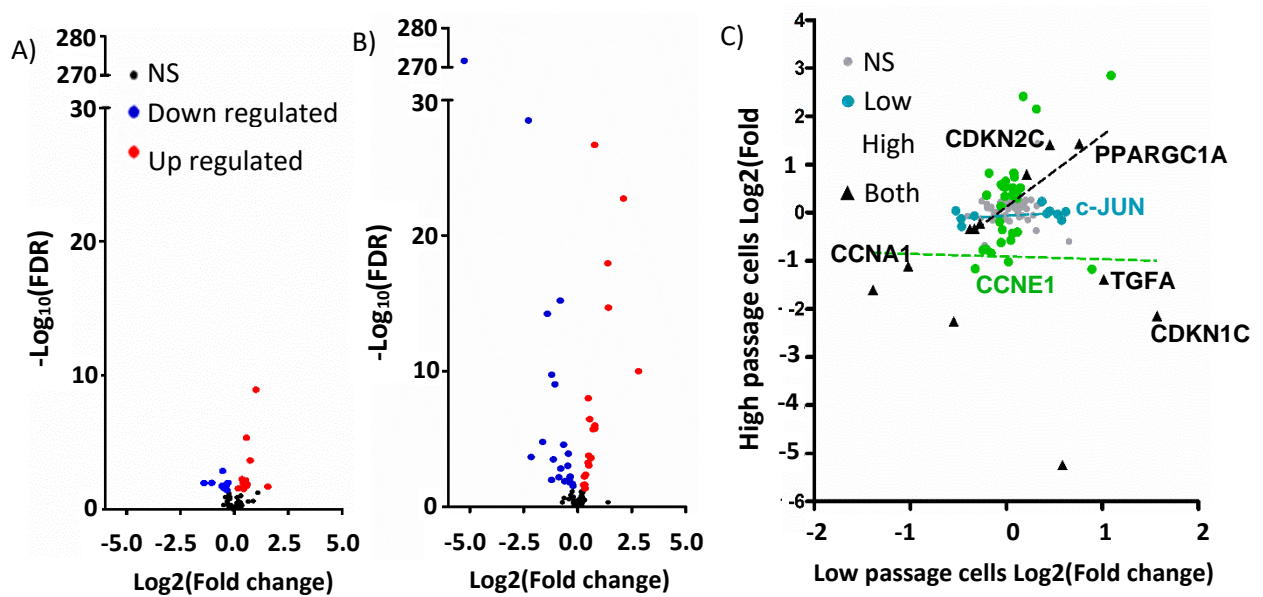 A)
280
270
30
20
10
0
-Log₁₀(FDR)
NS
Down regulated
Up regulated
-5.0 -2.5 0.0 2.5 5.0
Log2(Fold change)
B)
280
270
30
20
10
0
-Log₁₀(FDR)
-5.0 -2.5 0.0 2.5 5.0
Log2(Fold change)
C)
4
3
2
1
0
-1
-2
-3
-4
-5
-6
High passage cells Log2(Fold
NS
Low
High
Both
CDKN2C
PPARGC1A
c-JUN
CCNA1
CCNE1
TGFA
CDKN1C
-2 -1 0 1 2
Low passage cells Log2(Fold change)